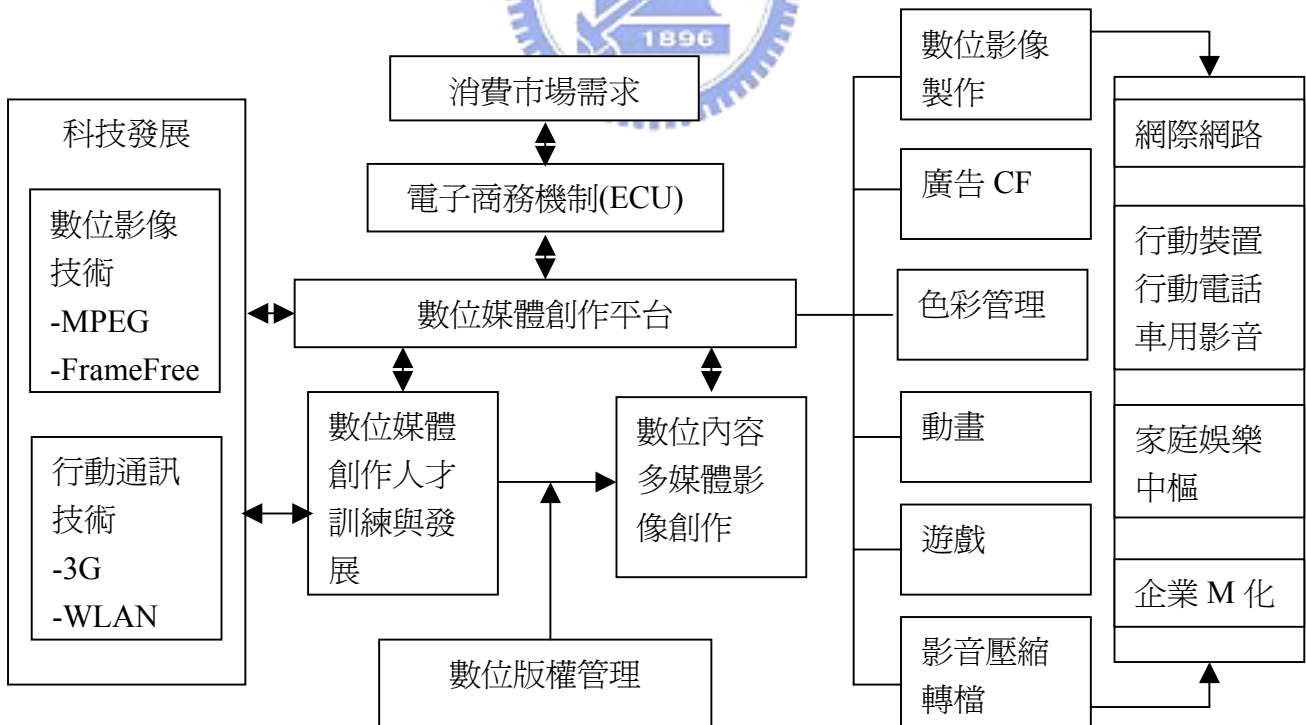 1896
消費市場需求
電子商務機制(ECU)
數位媒體創作平台
科技發展
數位影像
技術
-MPEG
-FrameFree
行動通訊
技術
-3G
-WLAN
數位媒體
創作人才
訓練與發
展
數位內容
多媒體影
像創作
數位版權管理
數位影像
製作
廣告 CF
色彩管理
動畫
遊戲
影音壓縮
轉檔
網際網路
行動裝置
行動電話
車用影音
家庭娛樂
中樞
企業 M 化